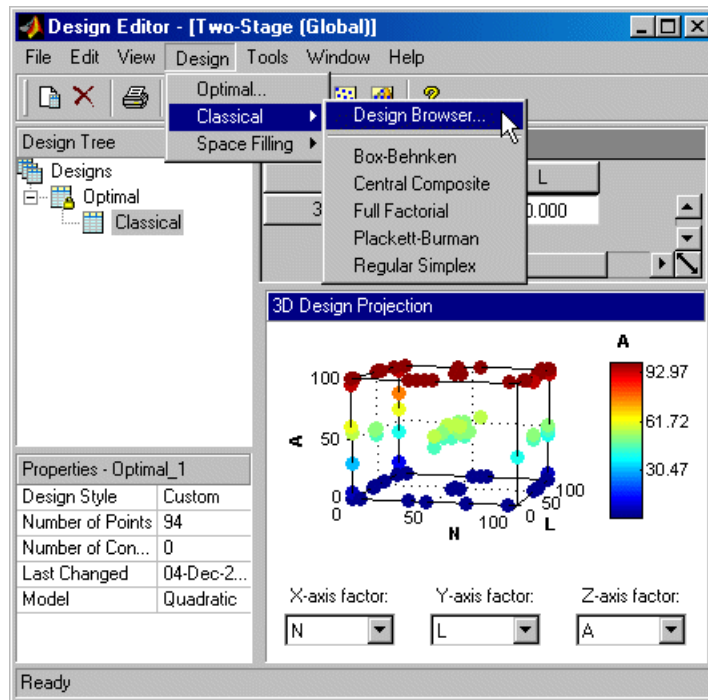 Design Editor - [Two-Stage (Global)]
File Edit View Design Tools Window Help
Optimal...
Classical
Space Filling
Design Browser...
Box-Behnken
Central Composite
Full Factorial
Plackett-Burman
Regular Simplex
Design Tree
Designs
Optimal
Classical
L
3
0.000
3D Design Projection
A
100
50
0
A
0
50
100
N
0
50
100
L
92.97
61.72
30.47
Properties - Optimal_1
Design Style Custom
Number of Points 94
Number of Con... 0
Last Changed 04-Dec-2...
Model Quadratic
X-axis factor: Y-axis factor: Z-axis factor:
N L A
Ready